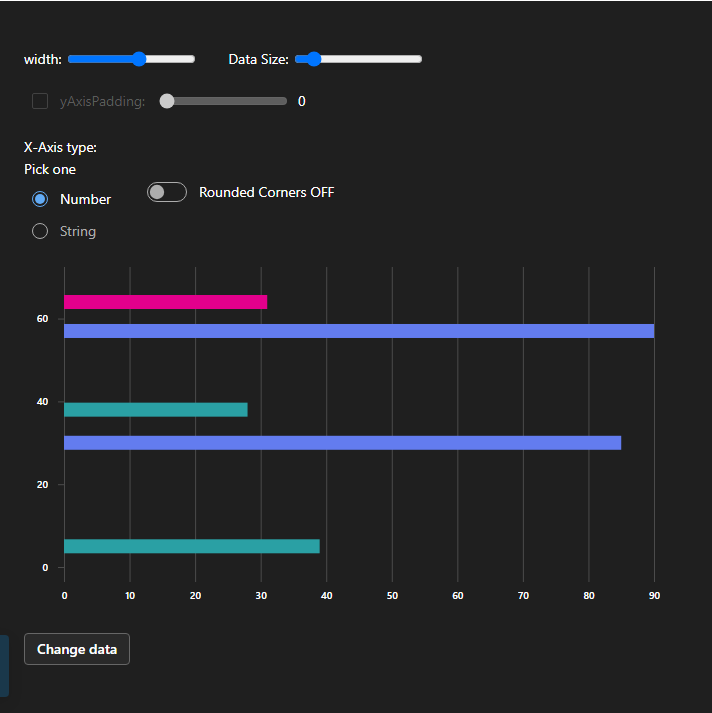 width: Data Size:
yAxisPadding: 0
X-Axis type:
Pick one
Number
Rounded Corners OFF
String
60
40
20
0
0 10 20 30 40 50 60 70 80 90
Change data